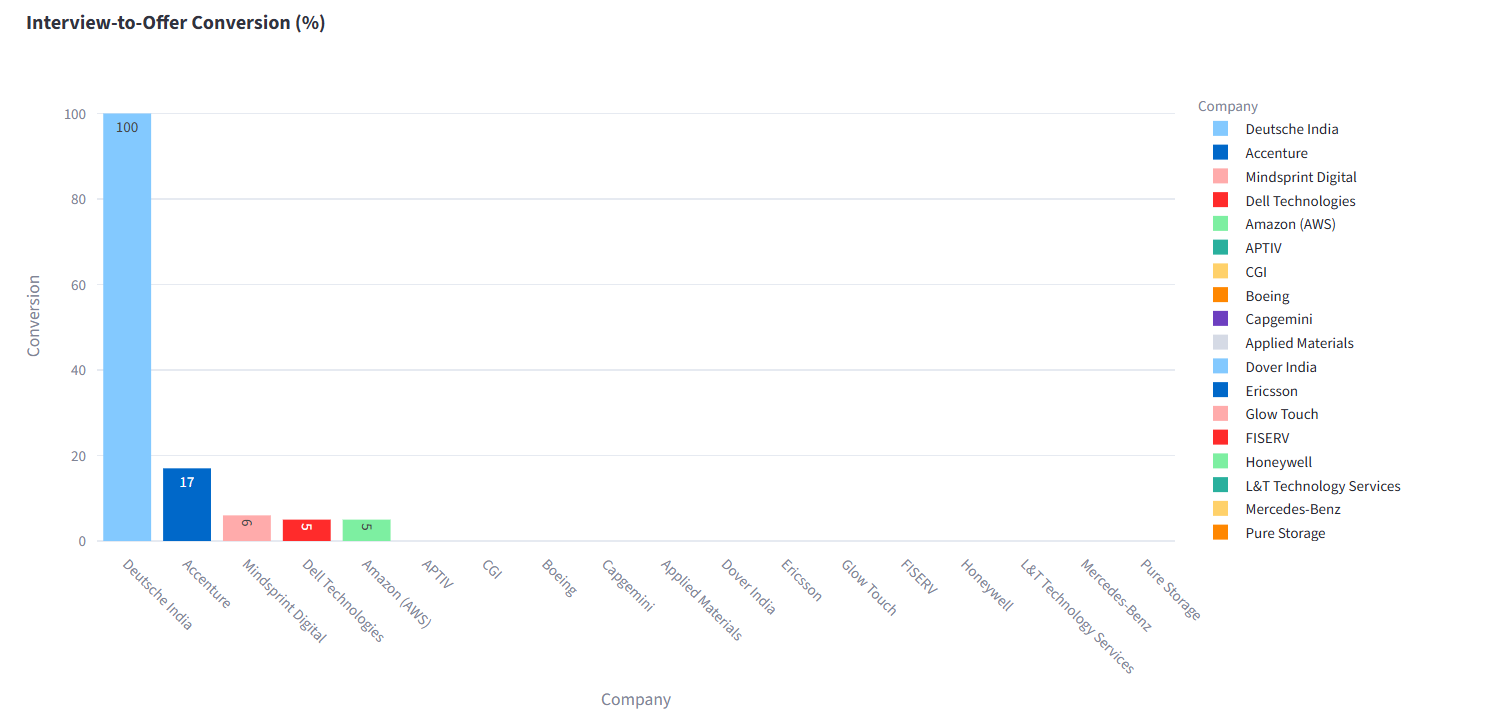 Interview-to-Offer Conversion (%)
100
80
60
40
20
0
Conversion
100
17
6
5
5
Deutsche India
Accenture
Mindsprint Digital
Dell Technologies
Amazon (AWS)
APTIV
CGI
Boeing
Capgemini
Applied Materials
Dover India
Ericsson
Glow Touch
FISERV
Honeywell
L&T Technology Services
Mercedes-Benz
Pure Storage
Company
Company
Deutsche India
Accenture
Mindsprint Digital
Dell Technologies
Amazon (AWS)
APTIV
CGI
Boeing
Capgemini
Applied Materials
Dover India
Ericsson
Glow Touch
FISERV
Honeywell
L&T Technology Services
Mercedes-Benz
Pure Storage